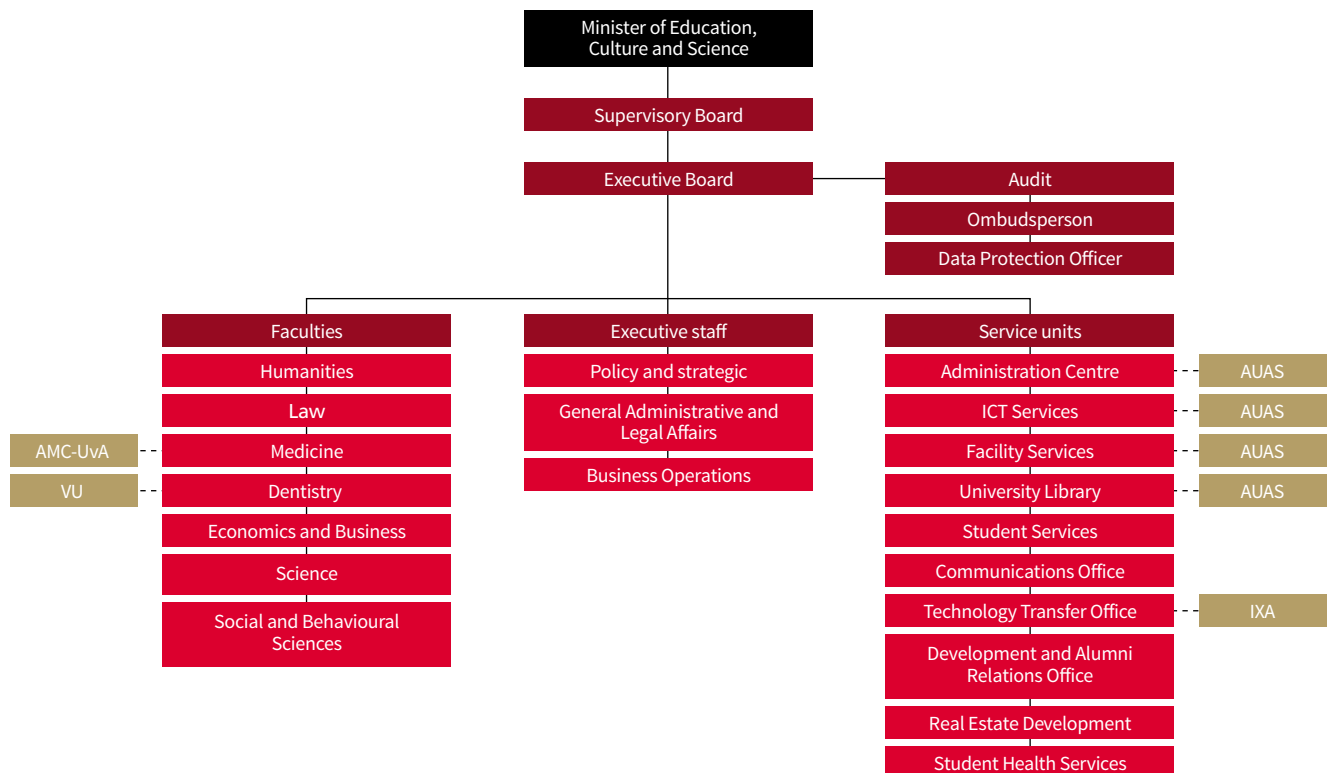 Minister of Education,
Culture and Science
Supervisory Board
Executive Board
Audit
Ombudsperson
Data Protection Officer
Faculties
Humanities
Law
Medicine
AMC-UvA
Dentistry
VU
Economics and Business
Science
Social and Behavioural
Sciences
Executive staff
Policy and strategic
General Administrative and
Legal Affairs
Business Operations
Service units
Administration Centre
AUAS
ICT Services
AUAS
Facility Services
AUAS
University Library
AUAS
Student Services
Communications Office
Technology Transfer Office
IXA
Development and Alumni
Relations Office
Real Estate Development
Student Health Services